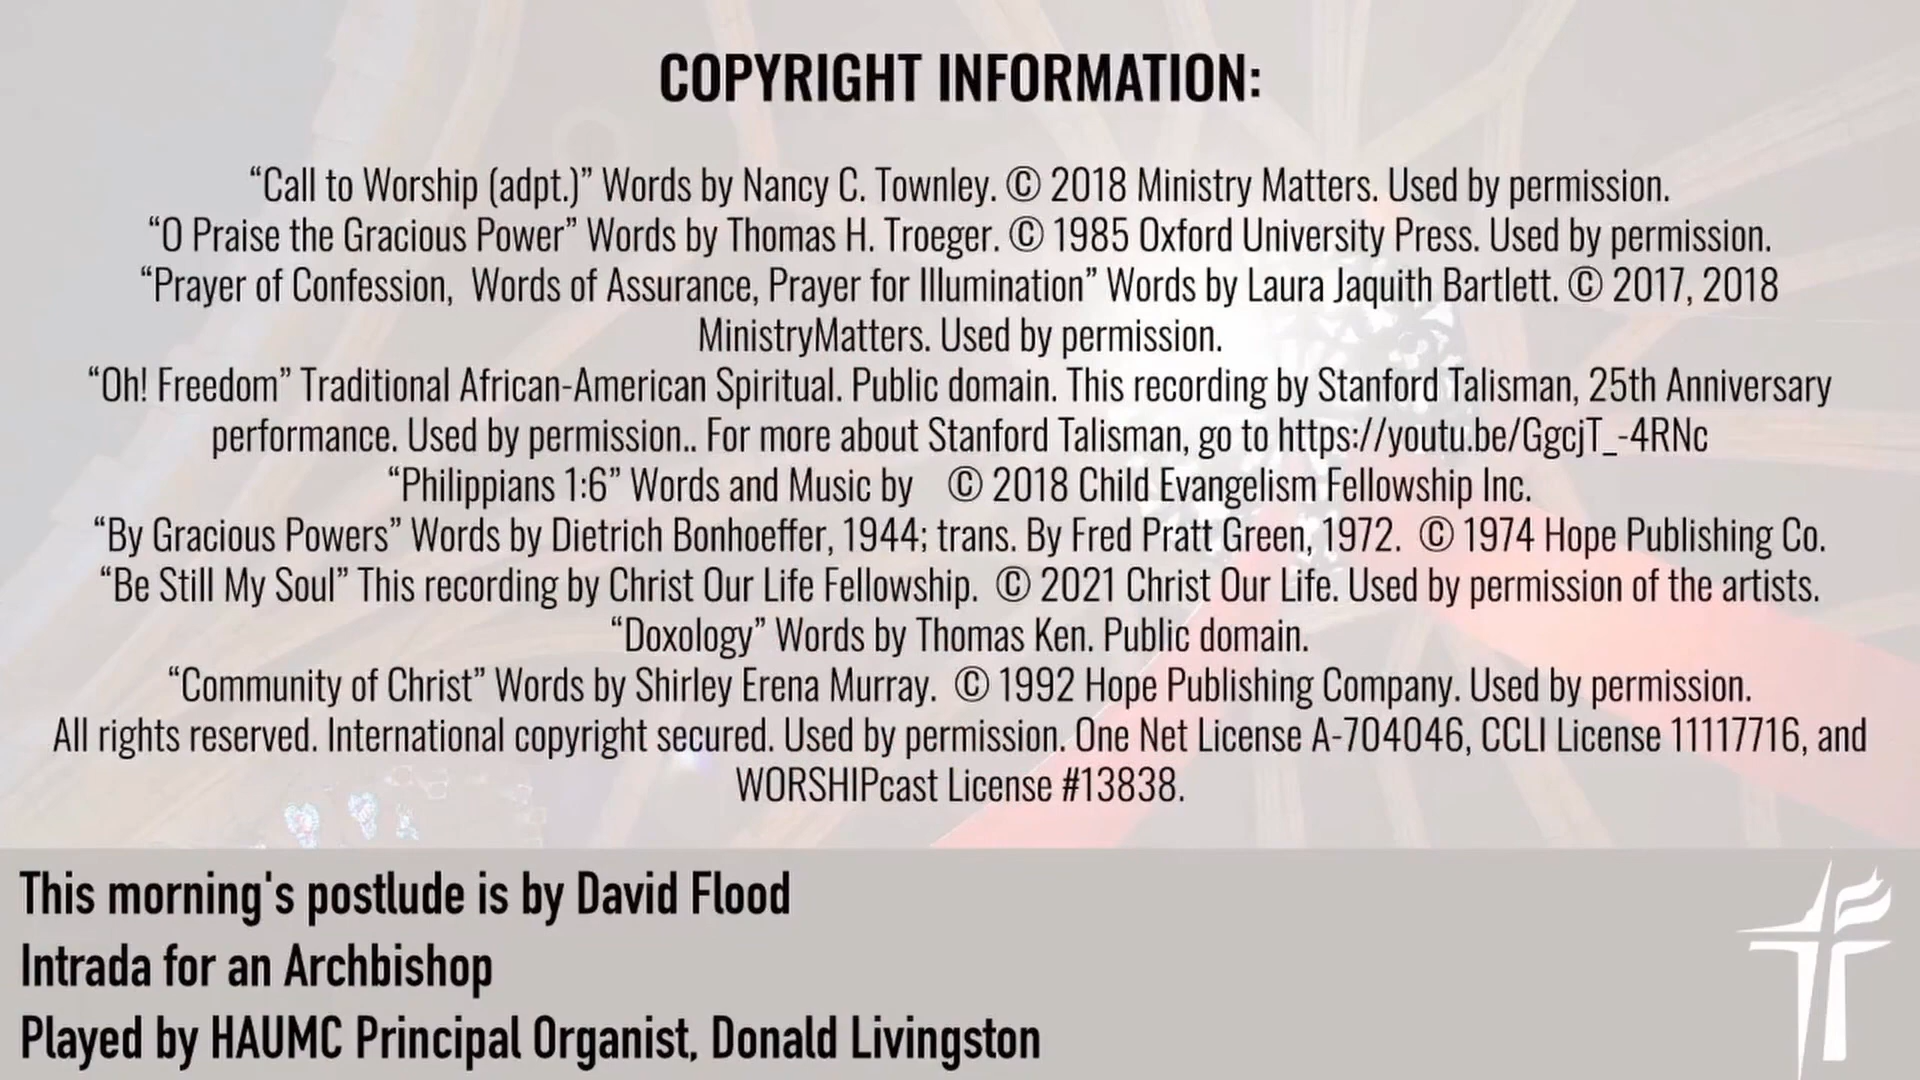 COPYRIGHT INFORMATION:
“Call to Worship (adpt.)” Words by Nancy C. Townley. © 2018 Ministry Matters. Used by permission.
“O Praise the Gracious Power” Words by Thomas H. Troeger. © 1985 Oxford University Press. Used by permission.
“Prayer of Confession,  Words of Assurance, Prayer for Illumination” Words by Laura Jaquith Bartlett. © 2017, 2018
MinistryMatters. Used by permission.
“Oh! Freedom” Traditional African-American Spiritual. Public domain. This recording by Stanford Talisman, 25th Anniversary
performance. Used by permission.. For more about Stanford Talisman, go to https://youtu.be/GgcjT_-4RNc
“Philippians 1:6” Words and Music by   © 2018 Child Evangelism Fellowship Inc.
“By Gracious Powers” Words by Dietrich Bonhoeffer, 1944; trans. By Fred Pratt Green, 1972.  © 1974 Hope Publishing Co.
“Be Still My Soul” This recording by Christ Our Life Fellowship.  © 2021 Christ Our Life. Used by permission of the artists.
“Doxology” Words by Thomas Ken. Public domain.
“Community of Christ” Words by Shirley Erena Murray.  © 1992 Hope Publishing Company. Used by permission.
All rights reserved. International copyright secured. Used by permission. One Net License A-704046, CCLI License 11117716, and
WORSHIPcast License #13838.
This morning's postlude is by David Flood
Intrada for an Archbishop
Played by HAUMC Principal Organist, Donald Livingston